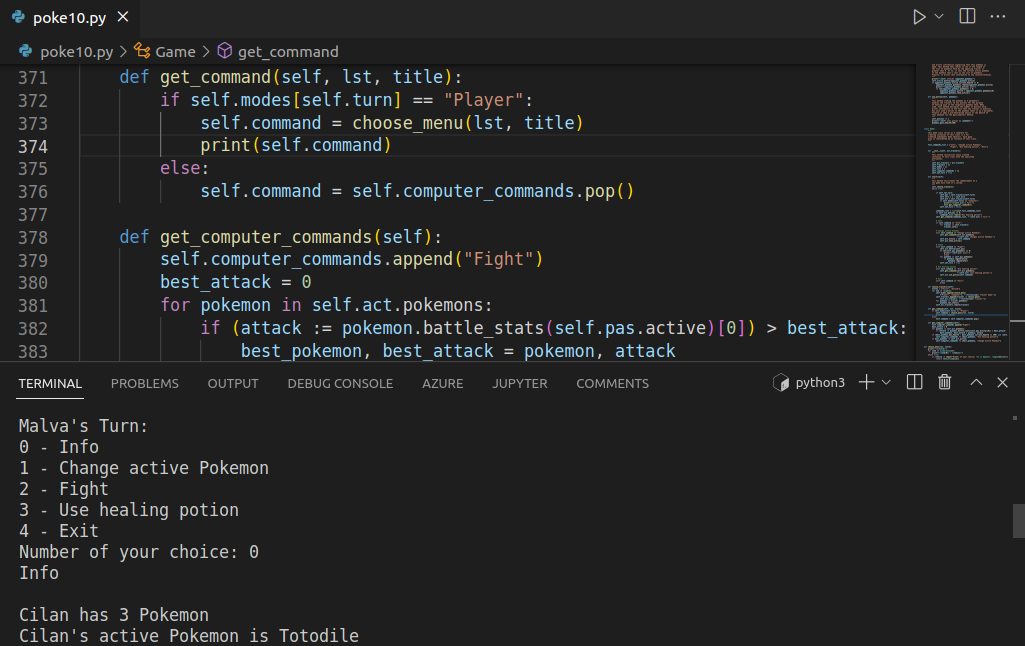 poke10.py
poke10.py > Game > get_command
371 def get_command(self, lst, title):
372 if self.modes[self.turn] == "Player":
373 self.command = choose_menu(lst, title)
374 print(self.command)
375 else:
376 self.command = self.computer_commands.pop()
377
378 def get_computer_commands(self):
379 self.computer_commands.append("Fight")
380 best_attack = 0
381 for pokemon in self.act.pokemons:
382 if (attack := pokemon.battle_stats(self.pas.active)[0]) > best_attack:
383 best_pokemon, best_attack = pokemon, attack
TERMINAL PROBLEMS OUTPUT DEBUG CONSOLE AZURE JUPYTER COMMENTS python3
Malva's Turn:
0 - Info
1 - Change active Pokemon
2 - Fight
3 - Use healing potion
4 - Exit
Number of your choice: 0
Info
Cilan has 3 Pokemon
Cilan's active Pokemon is Totodile